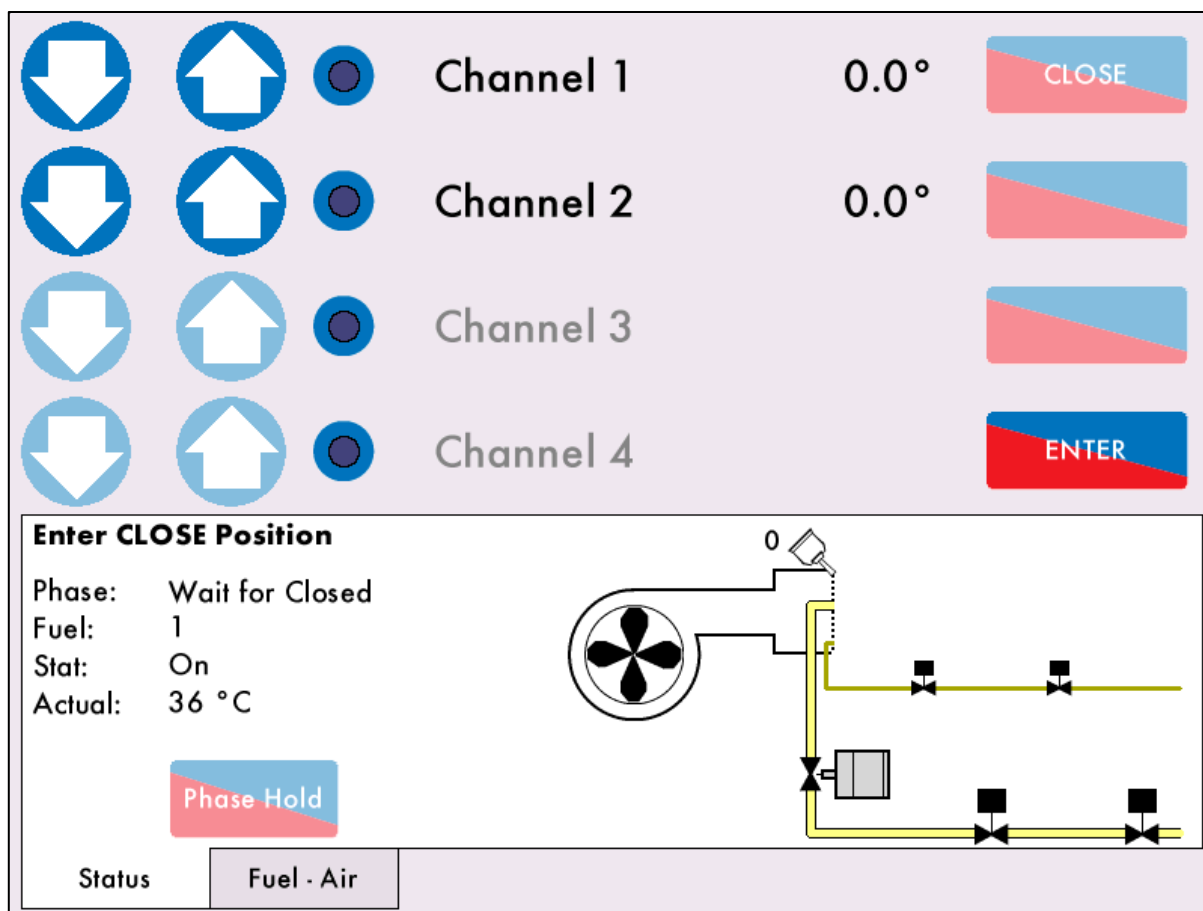 Channel 1 0.0° CLOSE
Channel 2 0.0°
Channel 3
Channel 4 ENTER
Enter CLOSE Position
0
Phase: Wait for Closed
Fuel: 1
Stat: On
Actual: 36 °C
Phase Hold
Status Fuel - Air